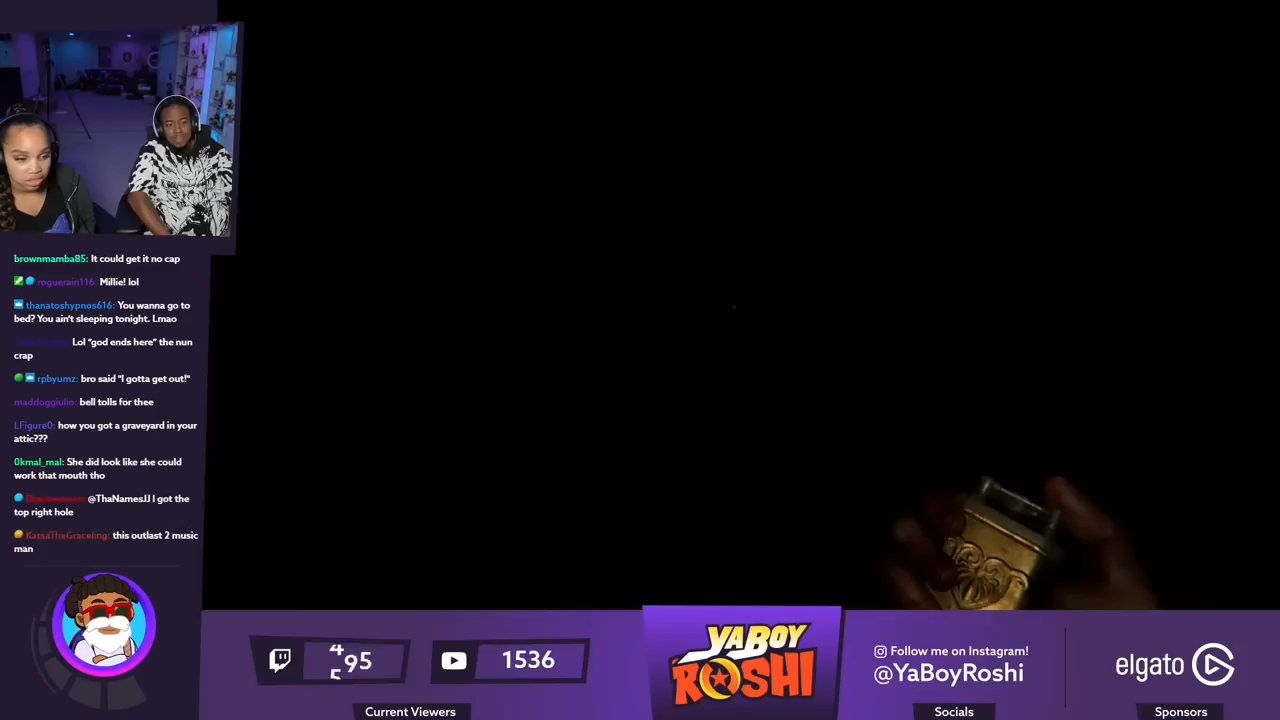 brownmamba85: It could get it no cap
roguerain116: Millie! lol
thanatoshypnos616: You wanna go to
bed? You ain't sleeping tonight. Lmao
Lol "god ends here" the nun
crap
rpbyumz: bro said "I gotta get out!"
maddoggiulio: bell tolls for thee
LFigure0: how you got a graveyard in your
attic???
0kmal_mal: She did look like she could
work that mouth tho
@ThaNamesJJ I got the
top right hole
KatsaTheGraceling: this outlast 2 music
man
95
1536
Current Viewers
YABOY
ROSHI
Follow me on Instagram!
@YaBoyRoshi
Socials
elgato
Sponsors